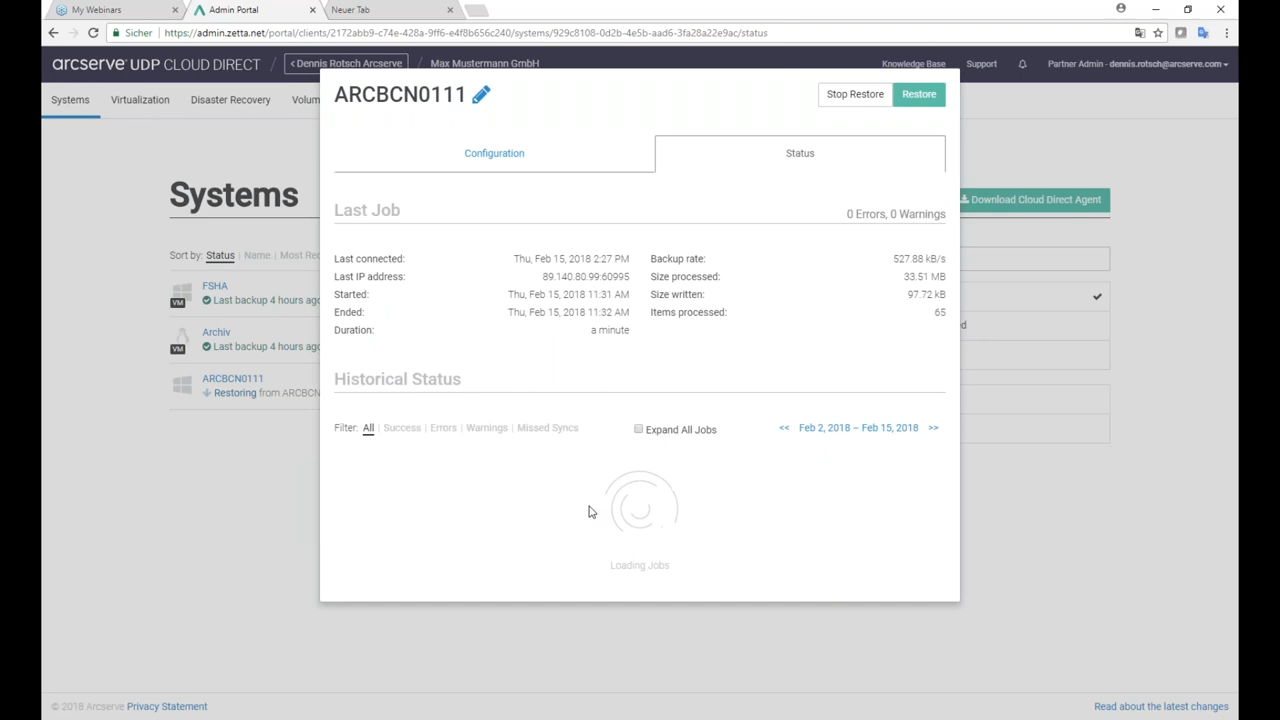 My Webinars
Admin Portal
Neuer Tab
Sicher https://admin.zetta.net/portal/clients/2172abb9-c74e-428a-9ff6-e4f8b656c240/systems/929c8108-0d2b-4e5b-aad6-3fa28a22e9ac/status
arcserve UDP CLOUD DIRECT / < Dennis Rotsch Arcserve / Max Mustermann GmbH Knowledge Base Support Partner Admin - dennis.rotsch@arcserve.com
Systems Virtualization Disaster Recovery Volum
ARCBCN0111 Stop Restore Restore
Configuration Status
Systems
Download Cloud Direct Agent
Last Job 0 Errors, 0 Warnings
Sort by: Status | Name | Most Rec
Last connected: Thu, Feb 15, 2018 2:27 PM Backup rate: 527.88 kB/s
Last IP address: 89.140.80.99:60995 Size processed: 33.51 MB
Started: Thu, Feb 15, 2018 11:31 AM Size written: 97.72 kB
Ended: Thu, Feb 15, 2018 11:32 AM Items processed: 65
Duration: a minute
FSHA
VM Last backup 4 hours ago
Archiv
VM Last backup 4 hours ago
ARCBCN0111
Restoring from ARCBCN
ed
Historical Status
Filter: All | Success | Errors | Warnings | Missed Syncs Expand All Jobs << Feb 2, 2018 – Feb 15, 2018 >>
Loading Jobs
© 2018 Arcserve Privacy Statement Read about the latest changes